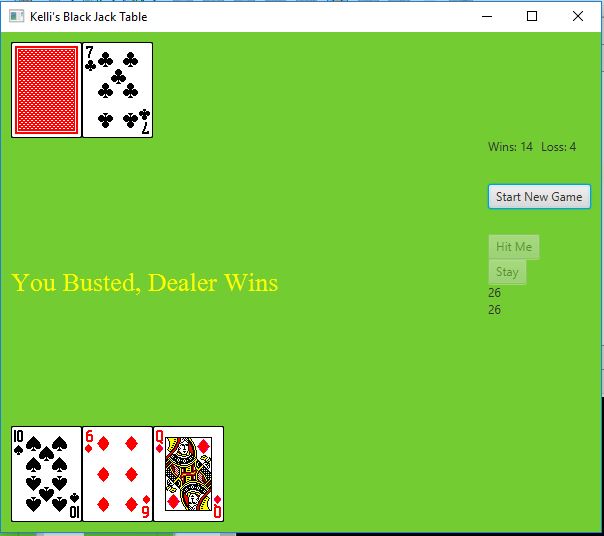 Kelli's Black Jack Table
7
7
Wins: 14 Loss: 4
Start New Game
Hit Me
Stay
26
26
You Busted, Dealer Wins
10 6 Q
10 6 Q